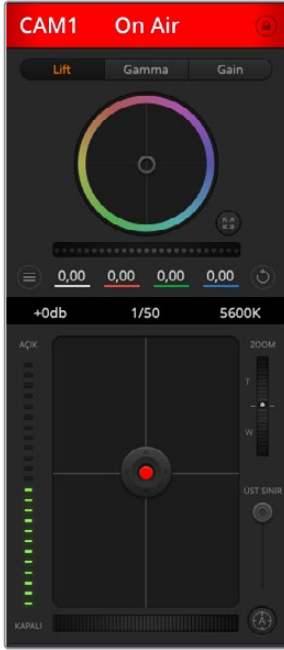 CAM1 On Air
Lift Gamma Gain
0,00 0,00 0,00 0,00
+0db 1/50 5600K
AÇIK ZOOM
T
W
ÜST SINIR
KAPALI
A